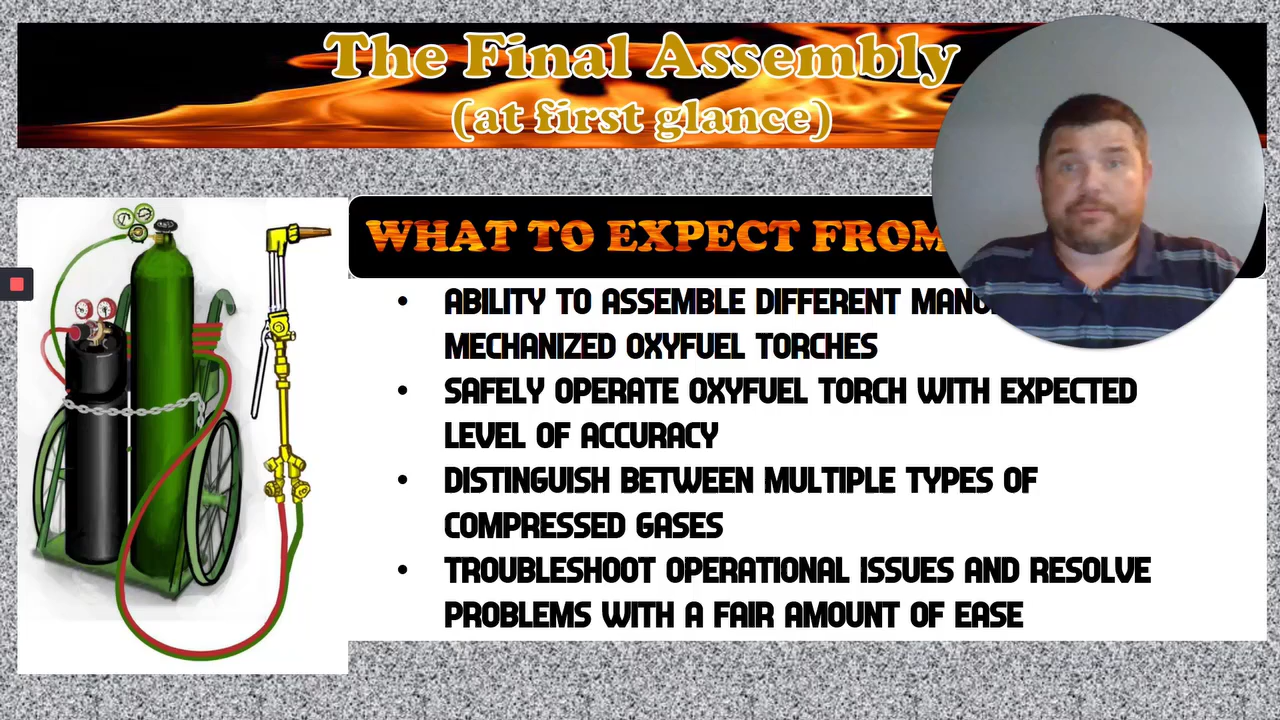 The Final Assembly
(at first glance)
WHAT TO EXPECT FROM
• ABILITY TO ASSEMBLE DIFFERENT
MECHANIZED OXYFUEL TORCHES
• SAFELY OPERATE OXYFUEL TORCH WITH EXPECTED
LEVEL OF ACCURACY
• DISTINGUISH BETWEEN MULTIPLE TYPES OF
COMPRESSED GASES
• TROUBLESHOOT OPERATIONAL ISSUES AND RESOLVE
PROBLEMS WITH A FAIR AMOUNT OF EASE